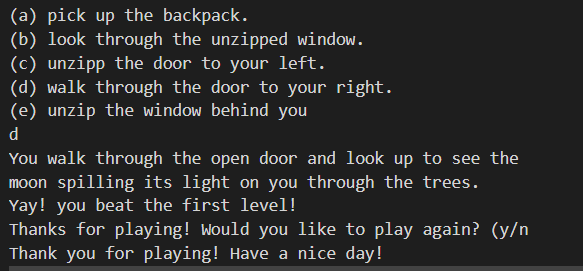 (a) pick up the backpack.
(b) look through the unzipped window.
(c) unzipp the door to your left.
(d) walk through the door to your right.
(e) unzip the window behind you
d
You walk through the open door and look up to see the
moon spilling its light on you through the trees.
Yay! you beat the first level!
Thanks for playing! Would you like to play again? (y/n
Thank you for playing! Have a nice day!